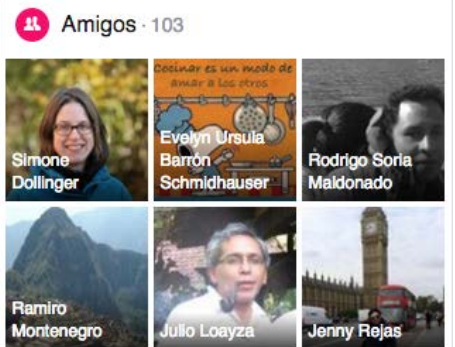 Amigos · 103
Cocinar es un modo de
amar a los otros
Simone
Dollinger
Evelyn Ursula
Barrón
Schmidhauser
Rodrigo Soria
Maldonado
Ramiro
Montenegro
Julio Loayza
Jenny Rejas